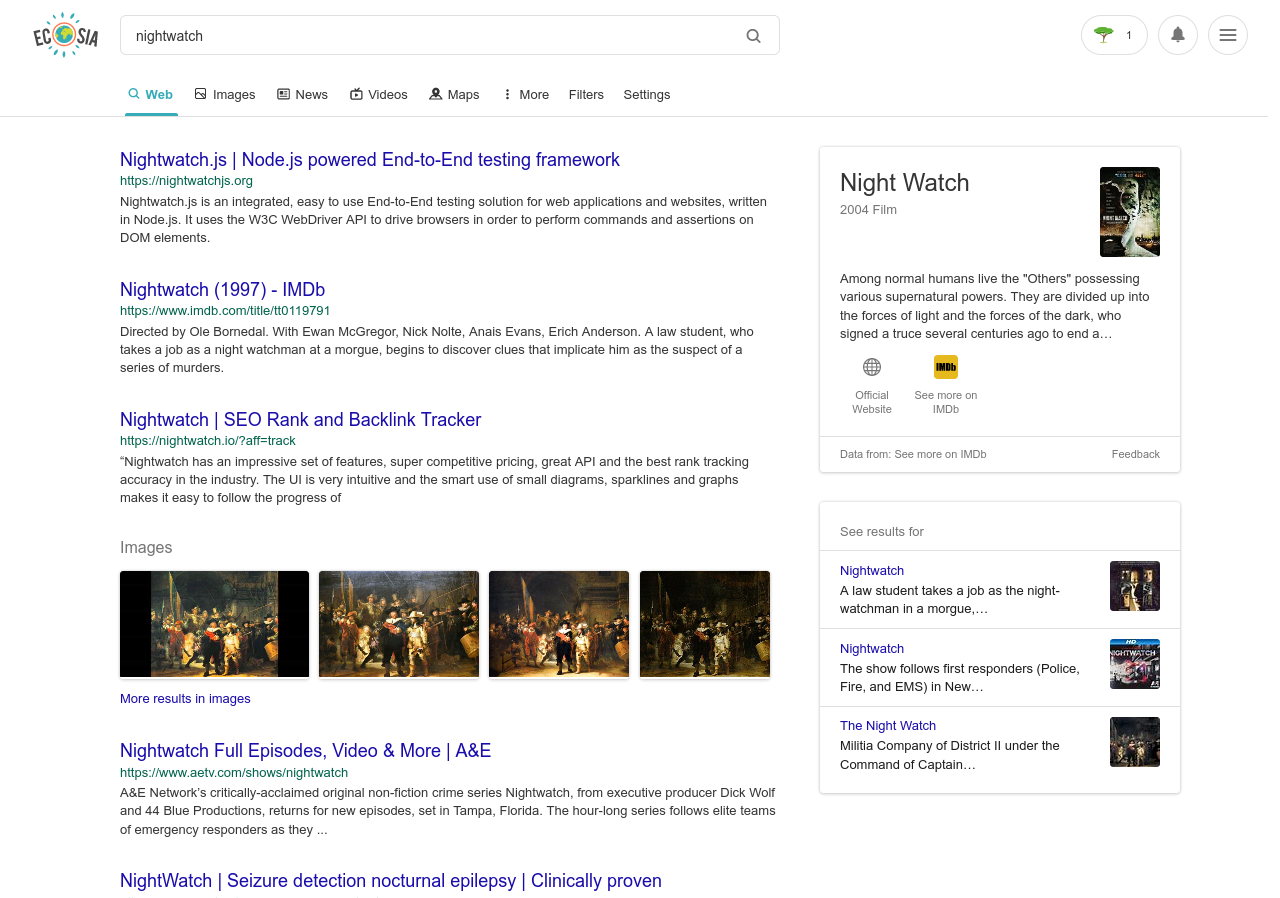 ECOSIA
nightwatch
1
Web
Images
News
Videos
Maps
More
Filters
Settings
Nightwatch.js | Node.js powered End-to-End testing framework
https://nightwatchjs.org
Nightwatch.js is an integrated, easy to use End-to-End testing solution for web applications and websites, written
in Node.js. It uses the W3C WebDriver API to drive browsers in order to perform commands and assertions on
DOM elements.
Nightwatch (1997) - IMDb
https://www.imdb.com/title/tt0119791
Directed by Ole Bornedal. With Ewan McGregor, Nick Nolte, Anais Evans, Erich Anderson. A law student, who
takes a job as a night watchman at a morgue, begins to discover clues that implicate him as the suspect of a
series of murders.
Nightwatch | SEO Rank and Backlink Tracker
https://nightwatch.io/?aff=track
“Nightwatch has an impressive set of features, super competitive pricing, great API and the best rank tracking
accuracy in the industry. The UI is very intuitive and the smart use of small diagrams, sparklines and graphs
makes it easy to follow the progress of
Images
More results in images
Nightwatch Full Episodes, Video & More | A&E
https://www.aetv.com/shows/nightwatch
A&E Network’s critically-acclaimed original non-fiction crime series Nightwatch, from executive producer Dick Wolf
and 44 Blue Productions, returns for new episodes, set in Tampa, Florida. The hour-long series follows elite teams
of emergency responders as they ...
NightWatch | Seizure detection nocturnal epilepsy | Clinically proven
Night Watch
2004 Film
NIGHT WATCH
Among normal humans live the "Others" possessing
various supernatural powers. They are divided up into
the forces of light and the forces of the dark, who
signed a truce several centuries ago to end a…
IMDb
Official
Website
See more on
IMDb
Data from: See more on IMDb
Feedback
See results for
Nightwatch
A law student takes a job as the night-
watchman in a morgue,…
Nightwatch
The show follows first responders (Police,
Fire, and EMS) in New…
HD
NIGHTWATCH
The Night Watch
Militia Company of District II under the
Command of Captain…